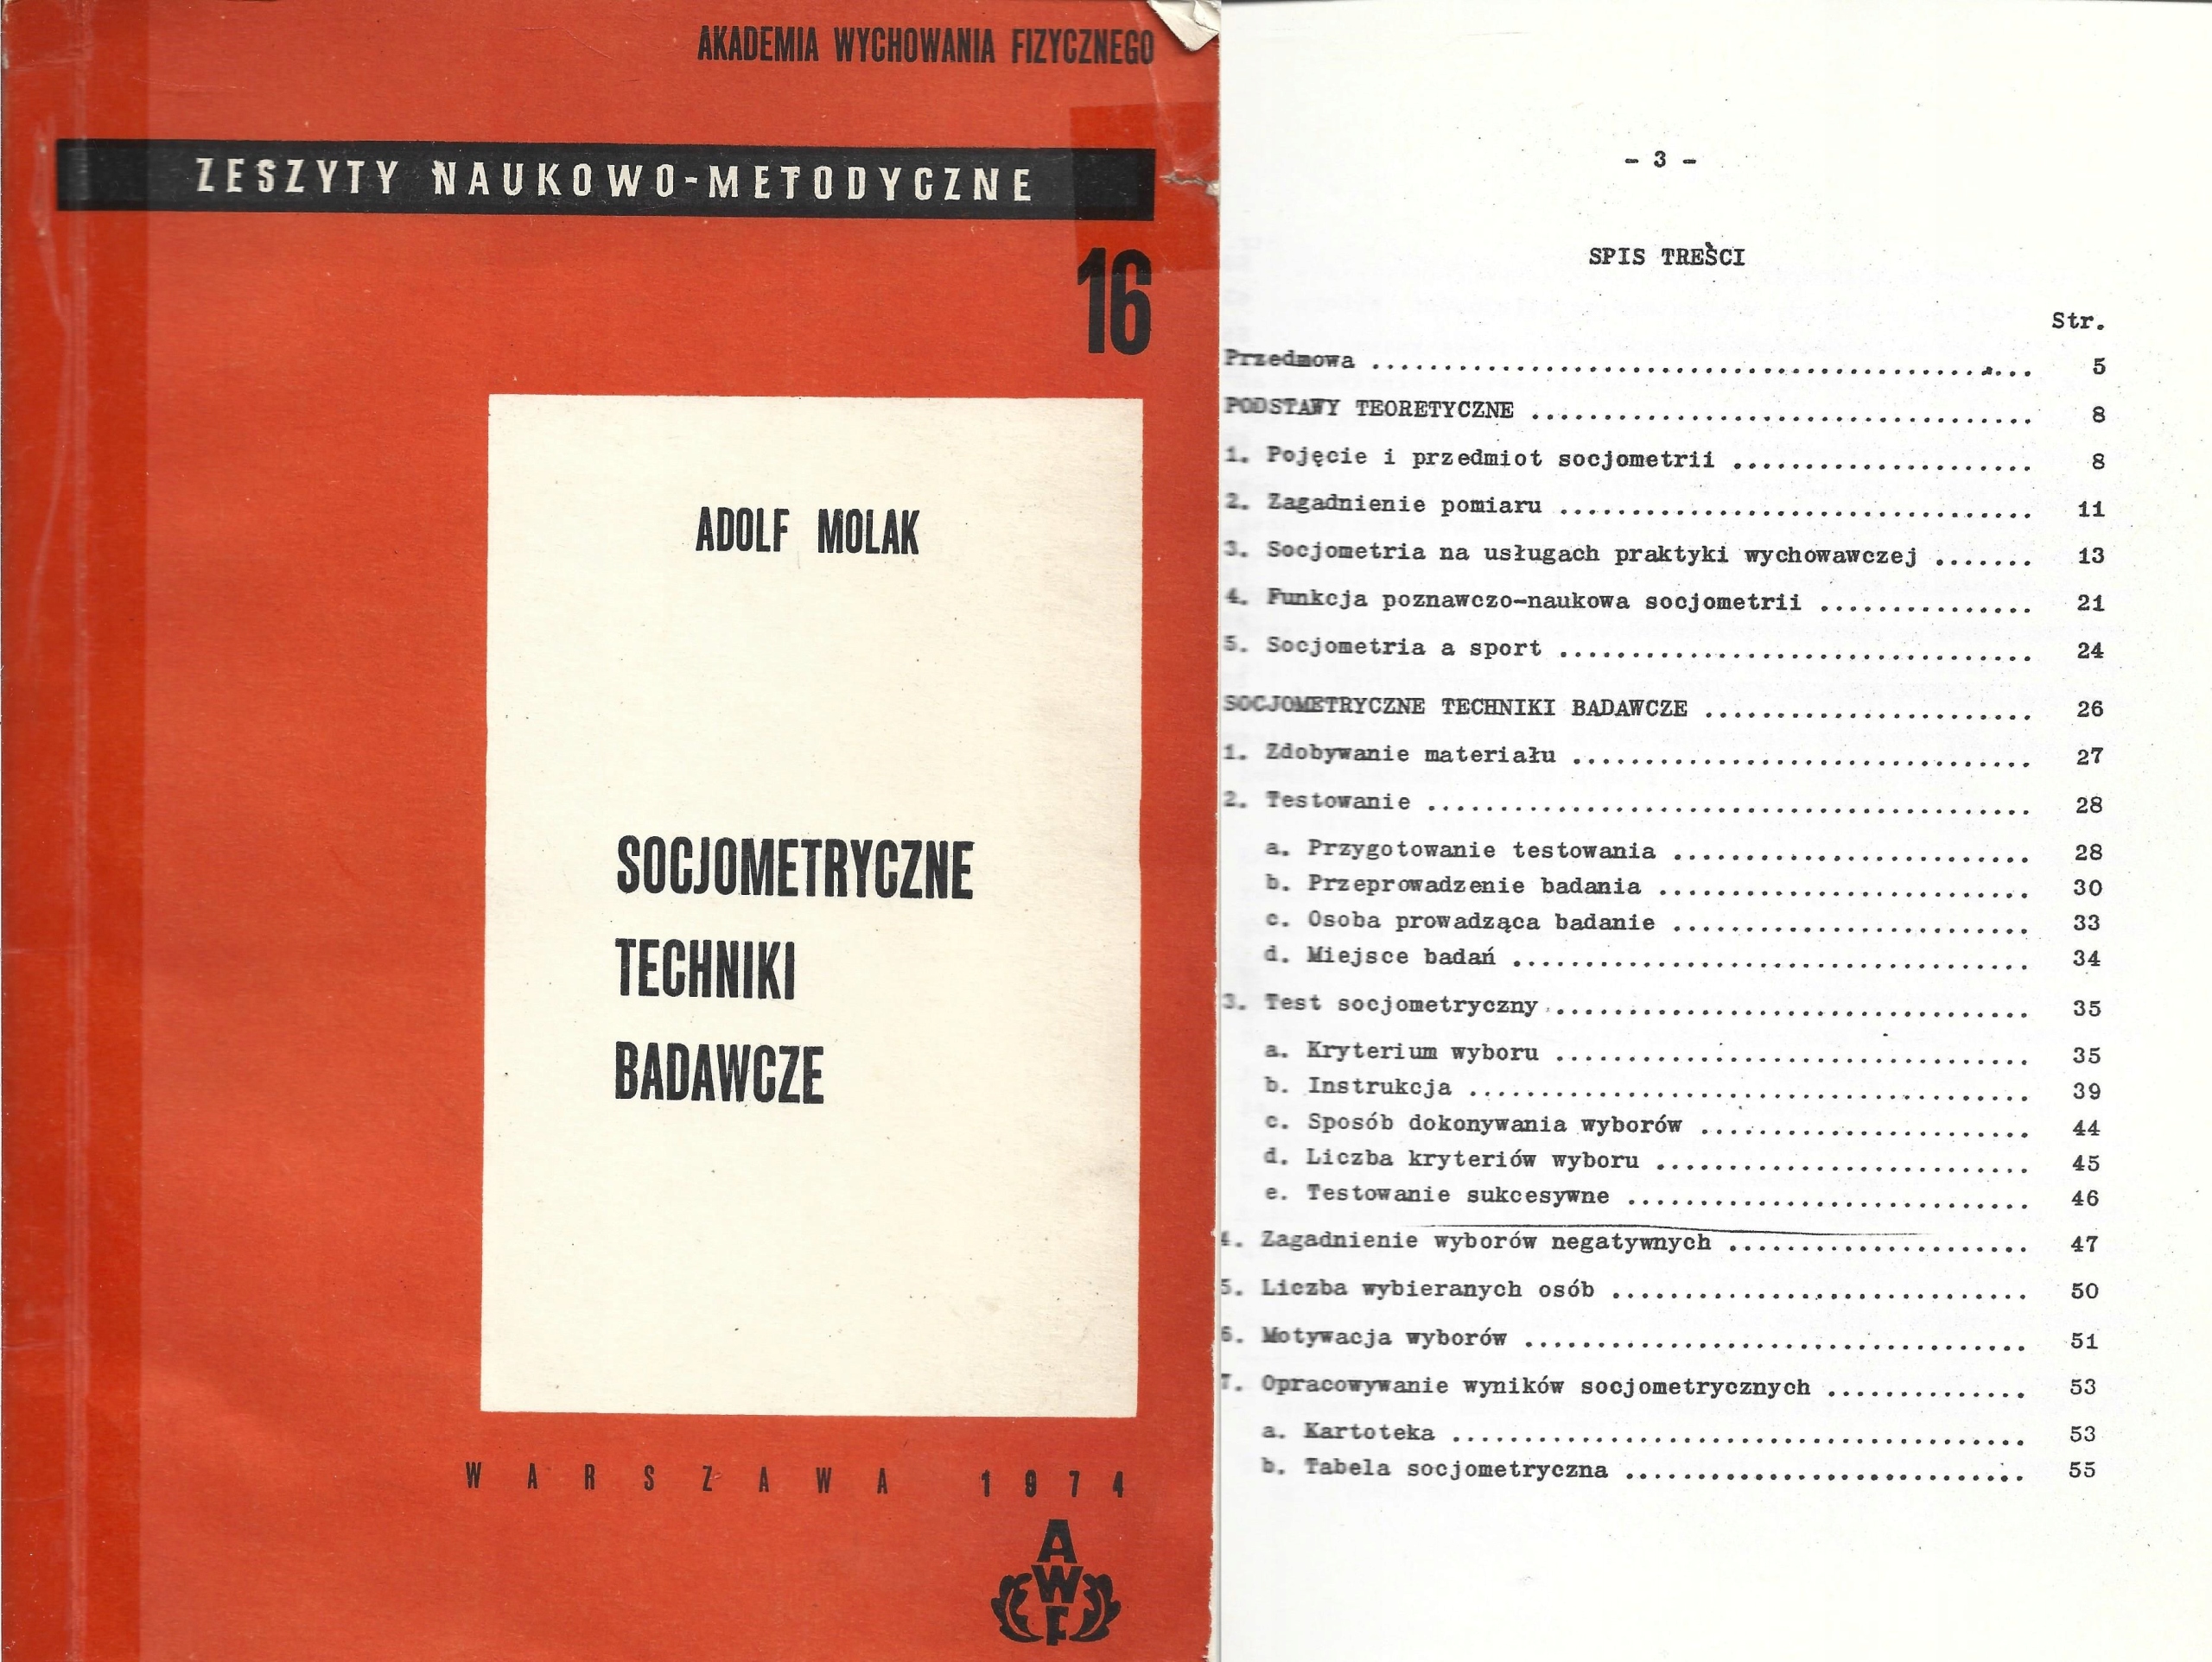 AKADEMIA WYCHOWANIA FIZYCZNEGO
ZESZYTY NAUKOWO-METODYCZNE
16
ADOLF MOLAK
SOCJOMETRYCZNE
TECHNIKI
BADAWCZE
WARSZAWA 1974
AWF
- 3 -
SPIS TREŚCI
Str.
Przedmowa ........................................ 5
PODSTAWY TEORETYCZNE ................................... 8
1. Pojęcie i przedmiot socjometrii ..................... 8
2. Zagadnienie pomiaru ................................. 11
3. Socjometria na usługach praktyki wychowawczej ....... 13
4. Funkcja poznawczo-naukowa socjometrii ............... 21
5. Socjometria a sport ................................. 24
SOCJOMETRYCZNE TECHNIKI BADAWCZE ....................... 26
1. Zdobywanie materiału ................................ 27
2. Testowanie .......................................... 28
a. Przygotowanie testowania ......................... 28
b. Przeprowadzenie badania .......................... 30
c. Osoba prowadząca badanie ......................... 33
d. Miejsce badań .................................... 34
3. Test socjometryczny ................................. 35
a. Kryterium wyboru ................................. 35
b. Instrukcja ....................................... 39
c. Sposób dokonywania wyborów ....................... 44
d. Liczba kryteriów wyboru .......................... 45
e. Testowanie sukcesywne ............................ 46
4. Zagadnienie wyborów negatywnych ..................... 47
5. Liczba wybieranych osób ............................. 50
6. Motywacja wyborów ................................... 51
7. Opracowywanie wyników socjometrycznych .............. 53
a. Kartoteka ........................................ 53
b. Tabela socjometryczna ............................ 55